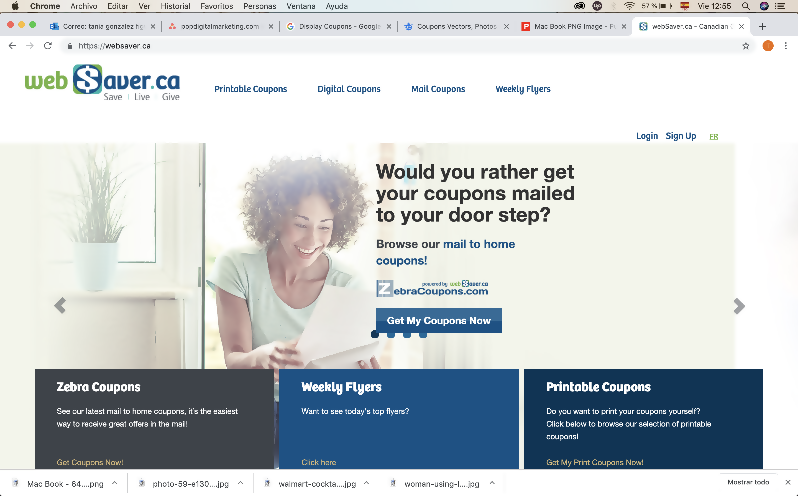 Chrome Archivo Editar Ver Historial Favoritos Personas Ventana Ayuda 57 % Vie 12:55
Correo: tania gonzalez hig popdigitalmarketing.com - Display Coupons - Google Coupons Vectors, Photos Mac Book PNG Image - Pu webSaver.ca – Canadian C
https://websaver.ca
webSaver.ca
Save | Live Give
Printable Coupons Digital Coupons Mail Coupons Weekly Flyers
Login Sign Up
Would you rather get
your coupons mailed
to your door step?
Browse our mail to home
coupons!
powered by webSaver.ca
ZebraCoupons.com
Get My Coupons Now
Zebra Coupons Weekly Flyers Printable Coupons
See our latest mail to home coupons, it's the easiest Want to see today's top flyers? Do you want to print your coupons yourself?
way to receive great offers in the mail! Click below to browse our selection of printable
coupons!
Get Coupons Now! Click here Get My Print Coupons Now!
Mac Book - 64....png photo-59-e130....jpg walmart-cockta....jpg woman-using-l....jpg Mostrar todo